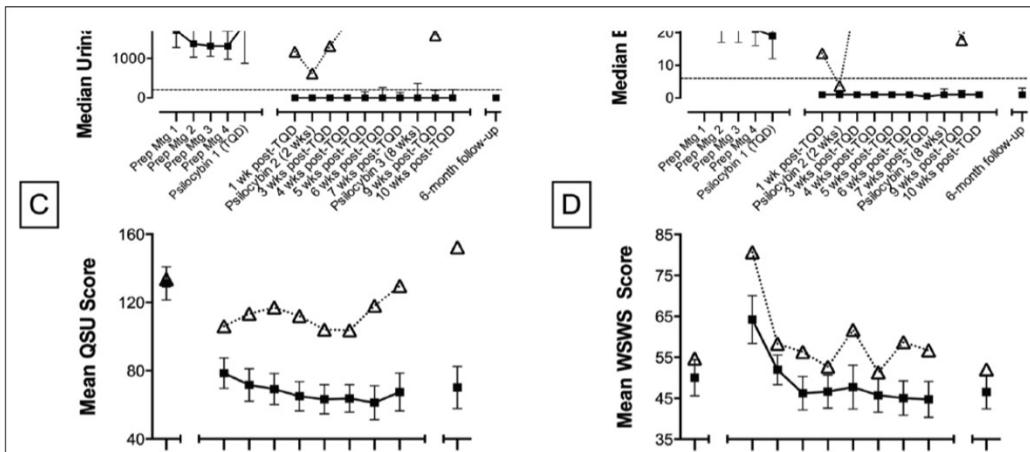 Median Urina
1000
0
Prep Mtg 1
Prep Mtg 2
Prep Mtg 3
Prep Mtg 4
Psilocybin 1 (TQD)
1 wk post-TQD
Psilocybin 2 (2 wks)
3 wks post-TQD
4 wks post-TQD
5 wks post-TQD
6 wks post-TQD
7 wks post-TQD
Psilocybin 3 (8 wks)
9 wks post-TQD
10 wks post-TQD
6-month follow-up
Median
20
10
0
Prep Mtg 1
Prep Mtg 2
Prep Mtg 3
Prep Mtg 4
Psilocybin 1 (TQD)
1 wk post-TQD
Psilocybin 2 (2 wks)
3 wks post-TQD
4 wks post-TQD
5 wks post-TQD
6 wks post-TQD
7 wks post-TQD
Psilocybin 3 (8 wks)
9 wks post-TQD
10 wks post-TQD
6-month follow-up
C
Mean QSU Score
160
120
80
40
D
Mean WSWS Score
85
75
65
55
45
35